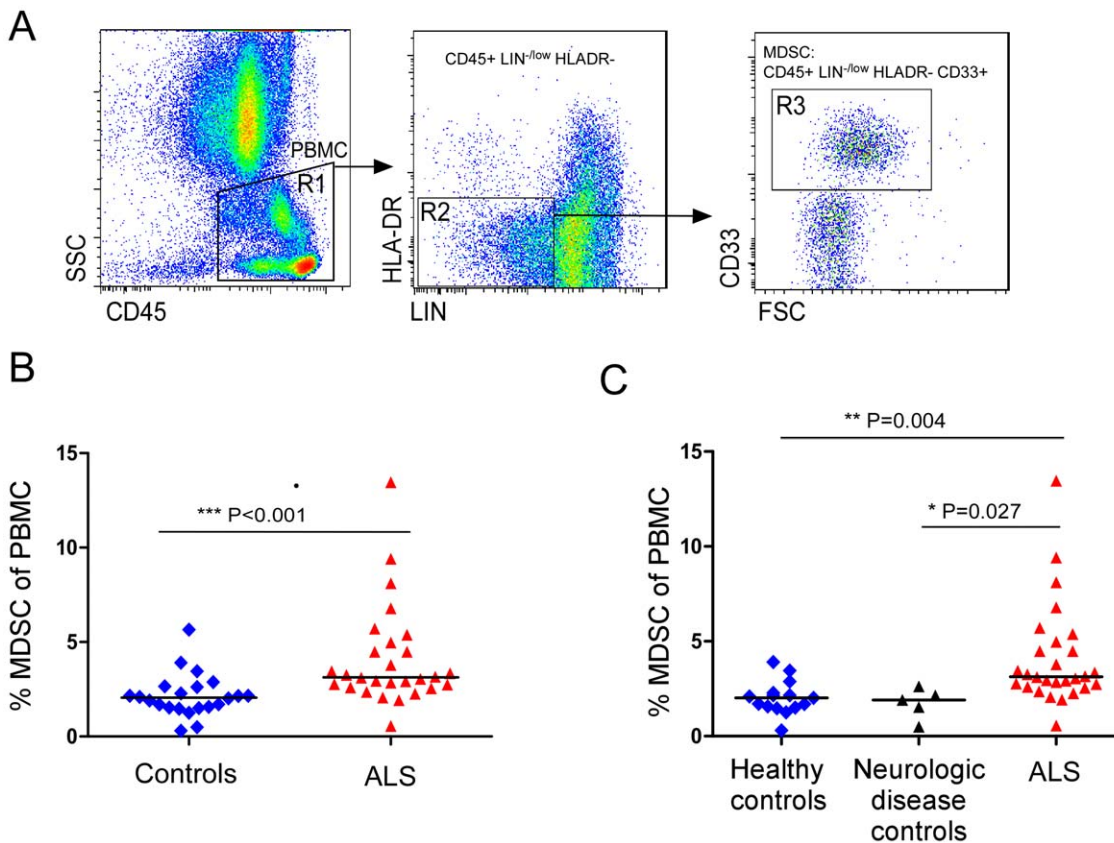 A
SSC
CD45
PBMC
R1
CD45+ LIN-/low HLADR-
R2
HLA-DR
LIN
MDSC:
CD45+ LIN-/low HLADR- CD33+
R3
CD33
FSC
B
% MDSC of PBMC
15
10
5
0
*** P<0.001
Controls
ALS
C
% MDSC of PBMC
15
10
5
0
** P=0.004
* P=0.027
Healthy
controls
Neurologic
disease
controls
ALS